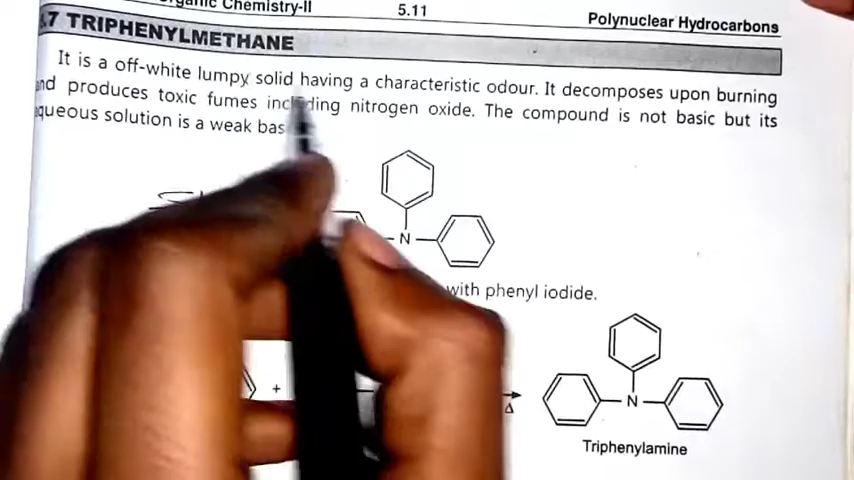 ganic Chemistry-II 5.11 Polynuclear Hydrocarbons
.7 TRIPHENYLMETHANE
It is a off-white lumpy solid having a characteristic odour. It decomposes upon burning
and produces toxic fumes including nitrogen oxide. The compound is not basic but its
aqueous solution is a weak bas
N
with phenyl iodide.
+
Δ
N
Triphenylamine